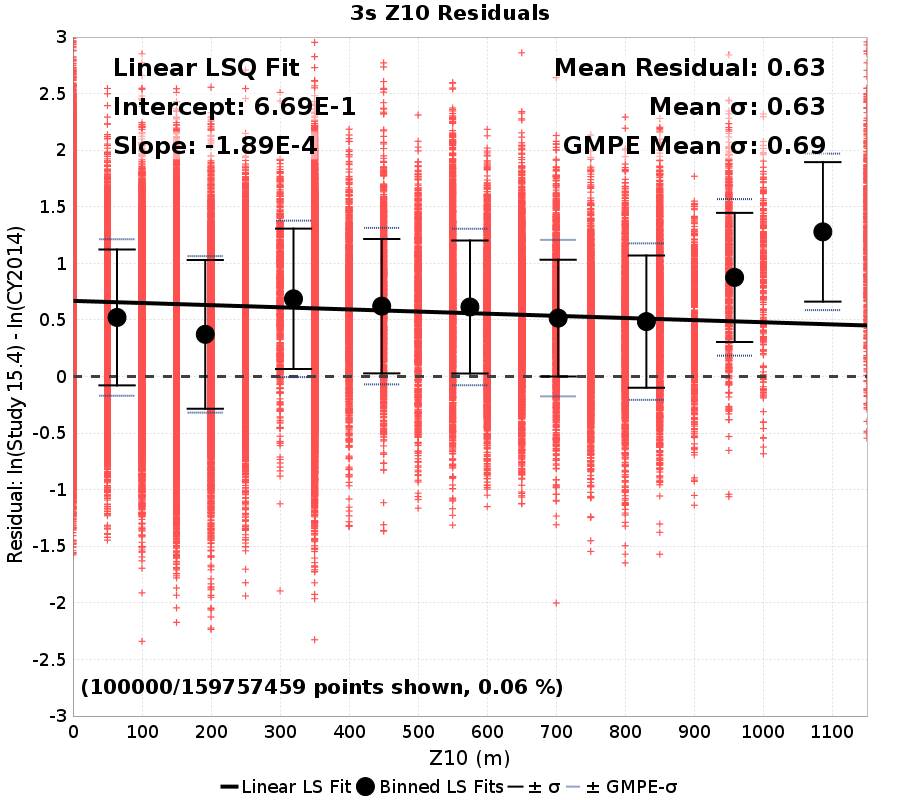 3s Z10 Residuals
Linear LSQ Fit
Intercept: 6.69E-1
Slope: -1.89E-4
Mean Residual: 0.63
Mean σ: 0.63
GMPE Mean σ: 0.69
Residual: ln(Study 15.4) - ln(CY2014)
3
2.5
2
1.5
1
0.5
0
-0.5
-1
-1.5
-2
-2.5
-3
(100000/159757459 points shown, 0.06 %)
0 100 200 300 400 500 600 700 800 900 1000 1100
Z10 (m)
Linear LS Fit Binned LS Fits ± σ ± GMPE-σ